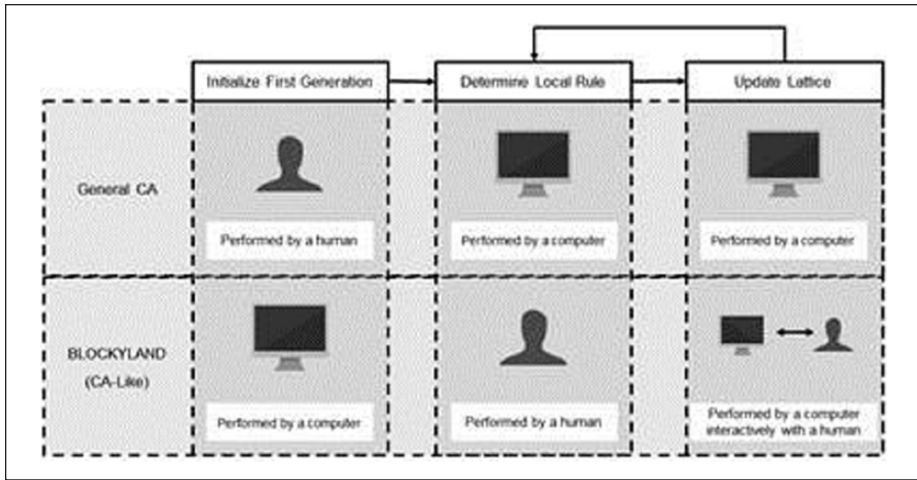 Initialize First Generation
Determine Local Rule
Update Lattice
General CA
Performed by a human
Performed by a computer
Performed by a computer
BLOCKYLAND
(CA-Like)
Performed by a computer
Performed by a human
Performed by a computer
interactively with a human